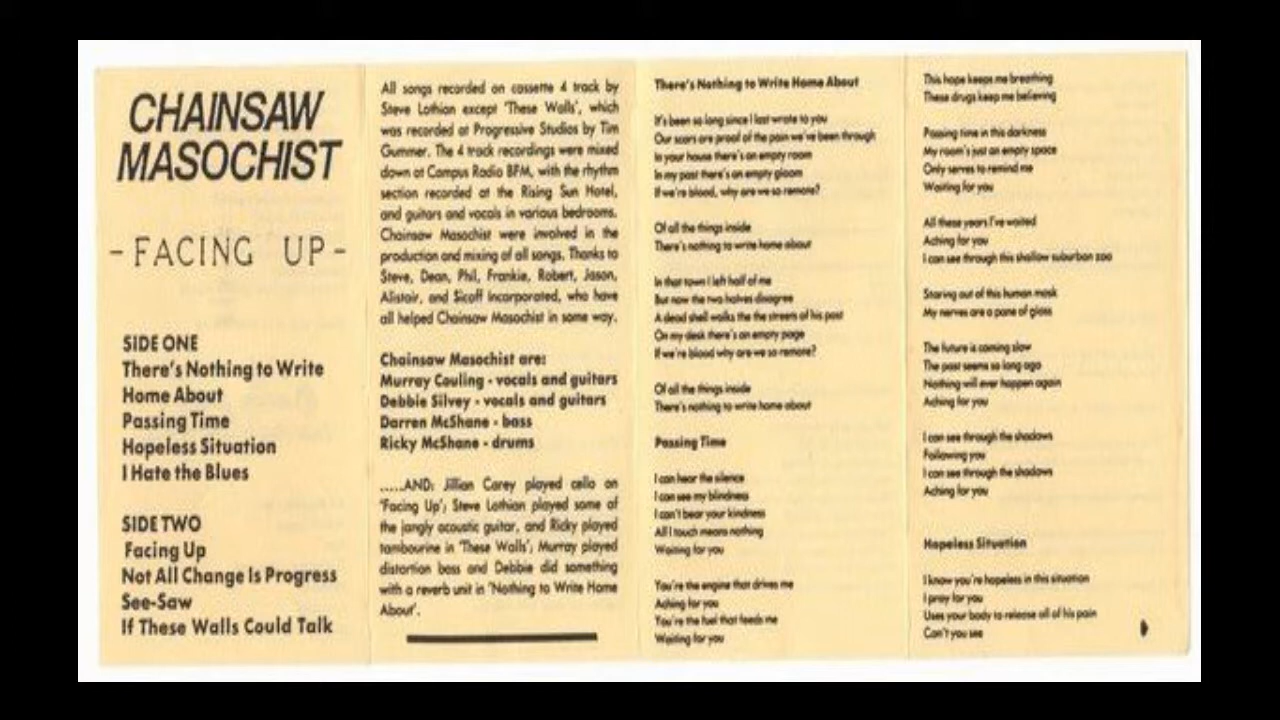 CHAINSAW
MASOCHIST
- FACING UP -
SIDE ONE
There's Nothing to Write
Home About
Passing Time
Hopeless Situation
I Hate the Blues
SIDE TWO
Facing Up
Not All Change Is Progress
See-Saw
If These Walls Could Talk
All songs recorded on cassette 4 track by
Steve Lothian except 'These Walls', which
was recorded at Progressive Studios by Tim
Gummer. The 4 track recordings were mixed
down at Campus Radio BFM, with the rhythm
section recorded at the Rising Sun Hotel,
and guitars and vocals in various bedrooms.
Chainsaw Masochist were involved in the
production and mixing of all songs. Thanks to
Steve, Dean, Phil, Frankie, Robert, Jason,
Alistair, and Sicoff Incorporated, who have
all helped Chainsaw Masochist in some way.
Chainsaw Masochist are:
Murray Couling - vocals and guitars
Debbie Silvey - vocals and guitars
Darren McShane - bass
Ricky McShane - drums
.....AND: Jillian Carey played cello on
'Facing Up'; Steve Lothian played some of
the jangly acoustic guitar, and Ricky played
tambourine in 'These Walls'; Murray played
distortion bass and Debbie did something
with a reverb unit in 'Nothing to Write Home
About'.
There's Nothing to Write Home About
It's been so long since I last wrote to you
Our scars are proof of the pain we've been through
In your house there's an empty room
In my past there's an empty gloom
If we're blood, why are we so remote?
Of all the things inside
There's nothing to write home about
In that town I left half of me
But now the two halves disagree
A dead shell walks the the streets of his past
On my desk there's an empty page
If we're blood why are we so remote?
Of all the things inside
There's nothing to write home about
Passing Time
I can hear the silence
I can see my blindness
I can't bear your kindness
All I touch means nothing
Waiting for you
You're the engine that drives me
Aching for you
You're the fuel that feeds me
Waiting for you
This hope keeps me breathing
These drugs keep me believing
Passing time in this darkness
My room's just an empty space
Only serves to remind me
Waiting for you
All these years I've waited
Aching for you
I can see through this shallow suburban zoo
Staring out of this human mask
My nerves are a pane of glass
The future is coming slow
The past seems so long ago
Nothing will ever happen again
Aching for you
I can see through the shadows
Following you
I can see through the shadows
Aching for you
Hopeless Situation
I know you're hopeless in this situation
I pray for you
Uses your body to release all of his pain
Can't you see